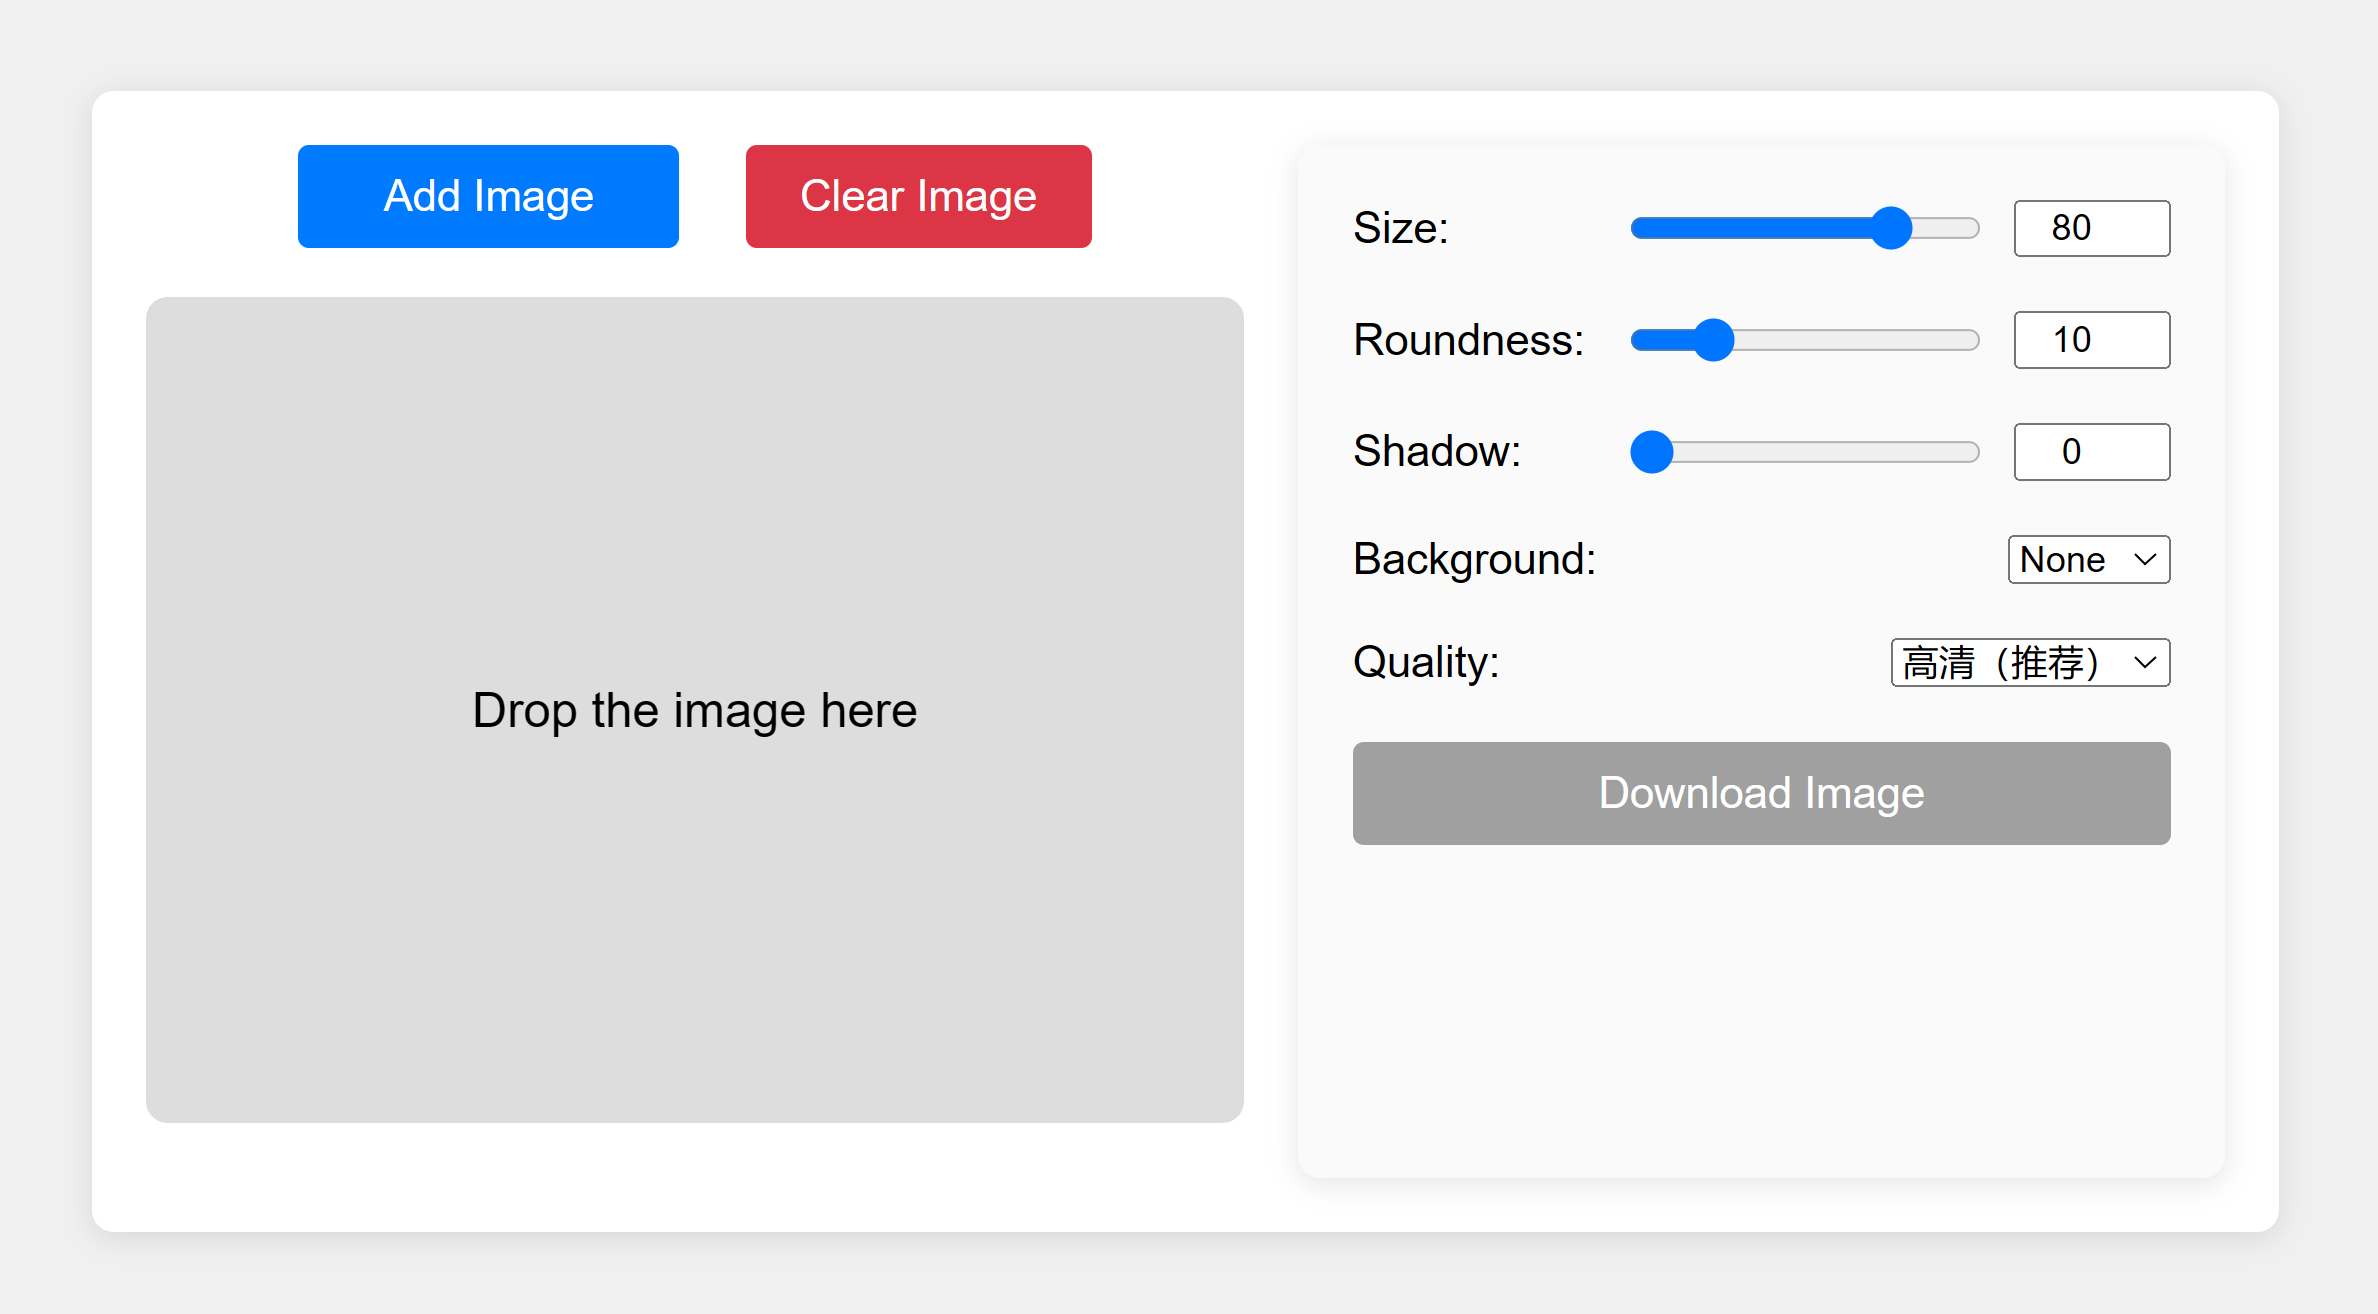 Add Image
Clear Image
Drop the image here
Size:
80
Roundness:
10
Shadow:
0
Background:
None
Quality:
高清（推荐）
Download Image